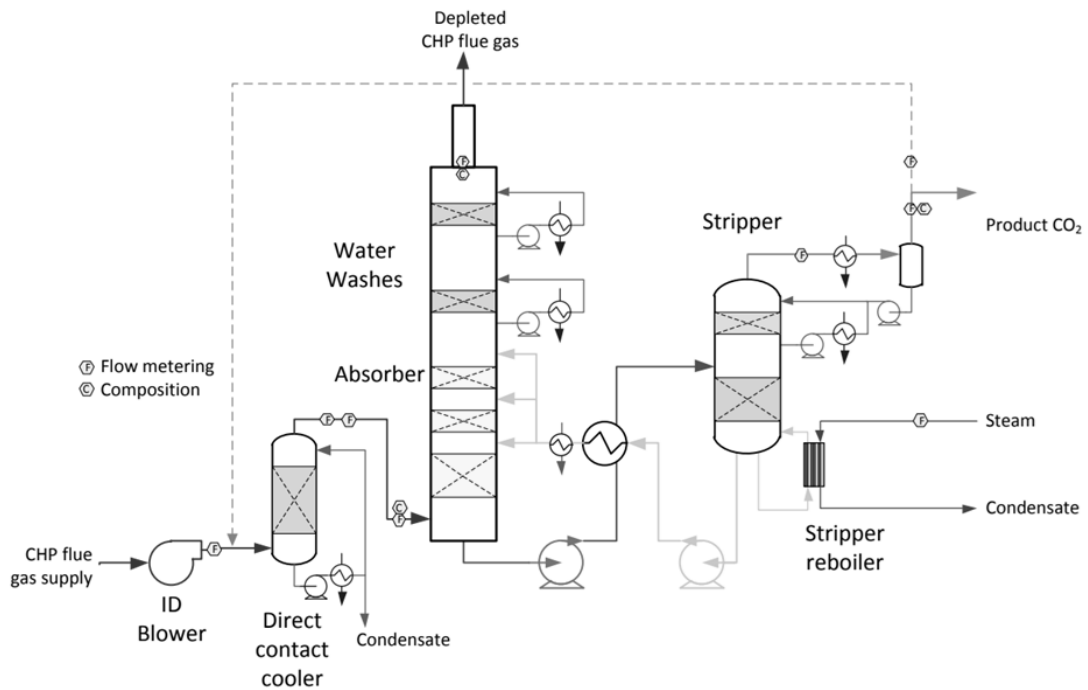 Depleted
CHP flue gas
Product CO₂
Stripper
Water
Washes
F Flow metering
C Composition
Absorber
Steam
Condensate
Stripper
reboiler
CHP flue
gas supply
ID
Blower
Direct
contact
cooler
Condensate
F
C
F
F
F
C
F
F
F
F
F
C
F